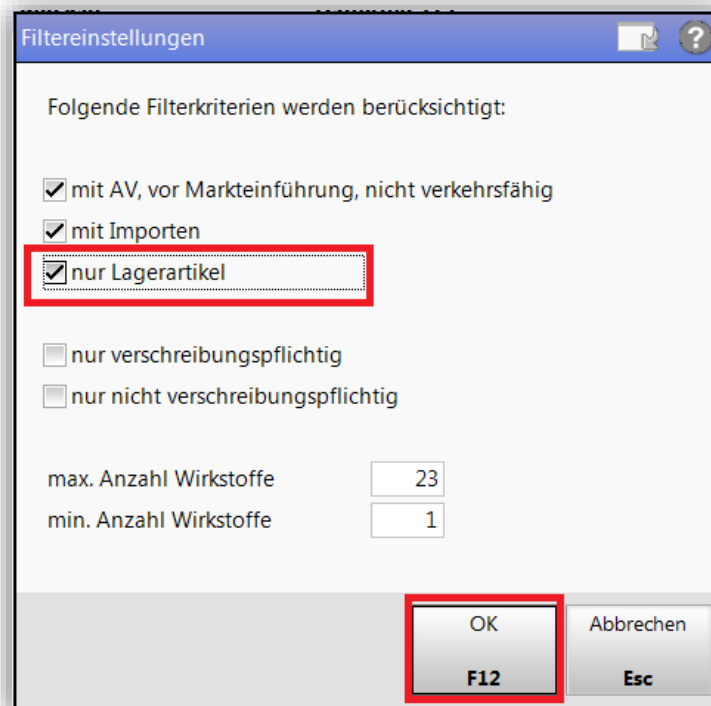 Filtereinstellungen
?
Folgende Filterkriterien werden berücksichtigt:
mit AV, vor Markteinführung, nicht verkehrsfähig
mit Importen
nur Lagerartikel
nur verschreibungspflichtig
nur nicht verschreibungspflichtig
max. Anzahl Wirkstoffe 23
min. Anzahl Wirkstoffe 1
OK Abbrechen
F12 Esc